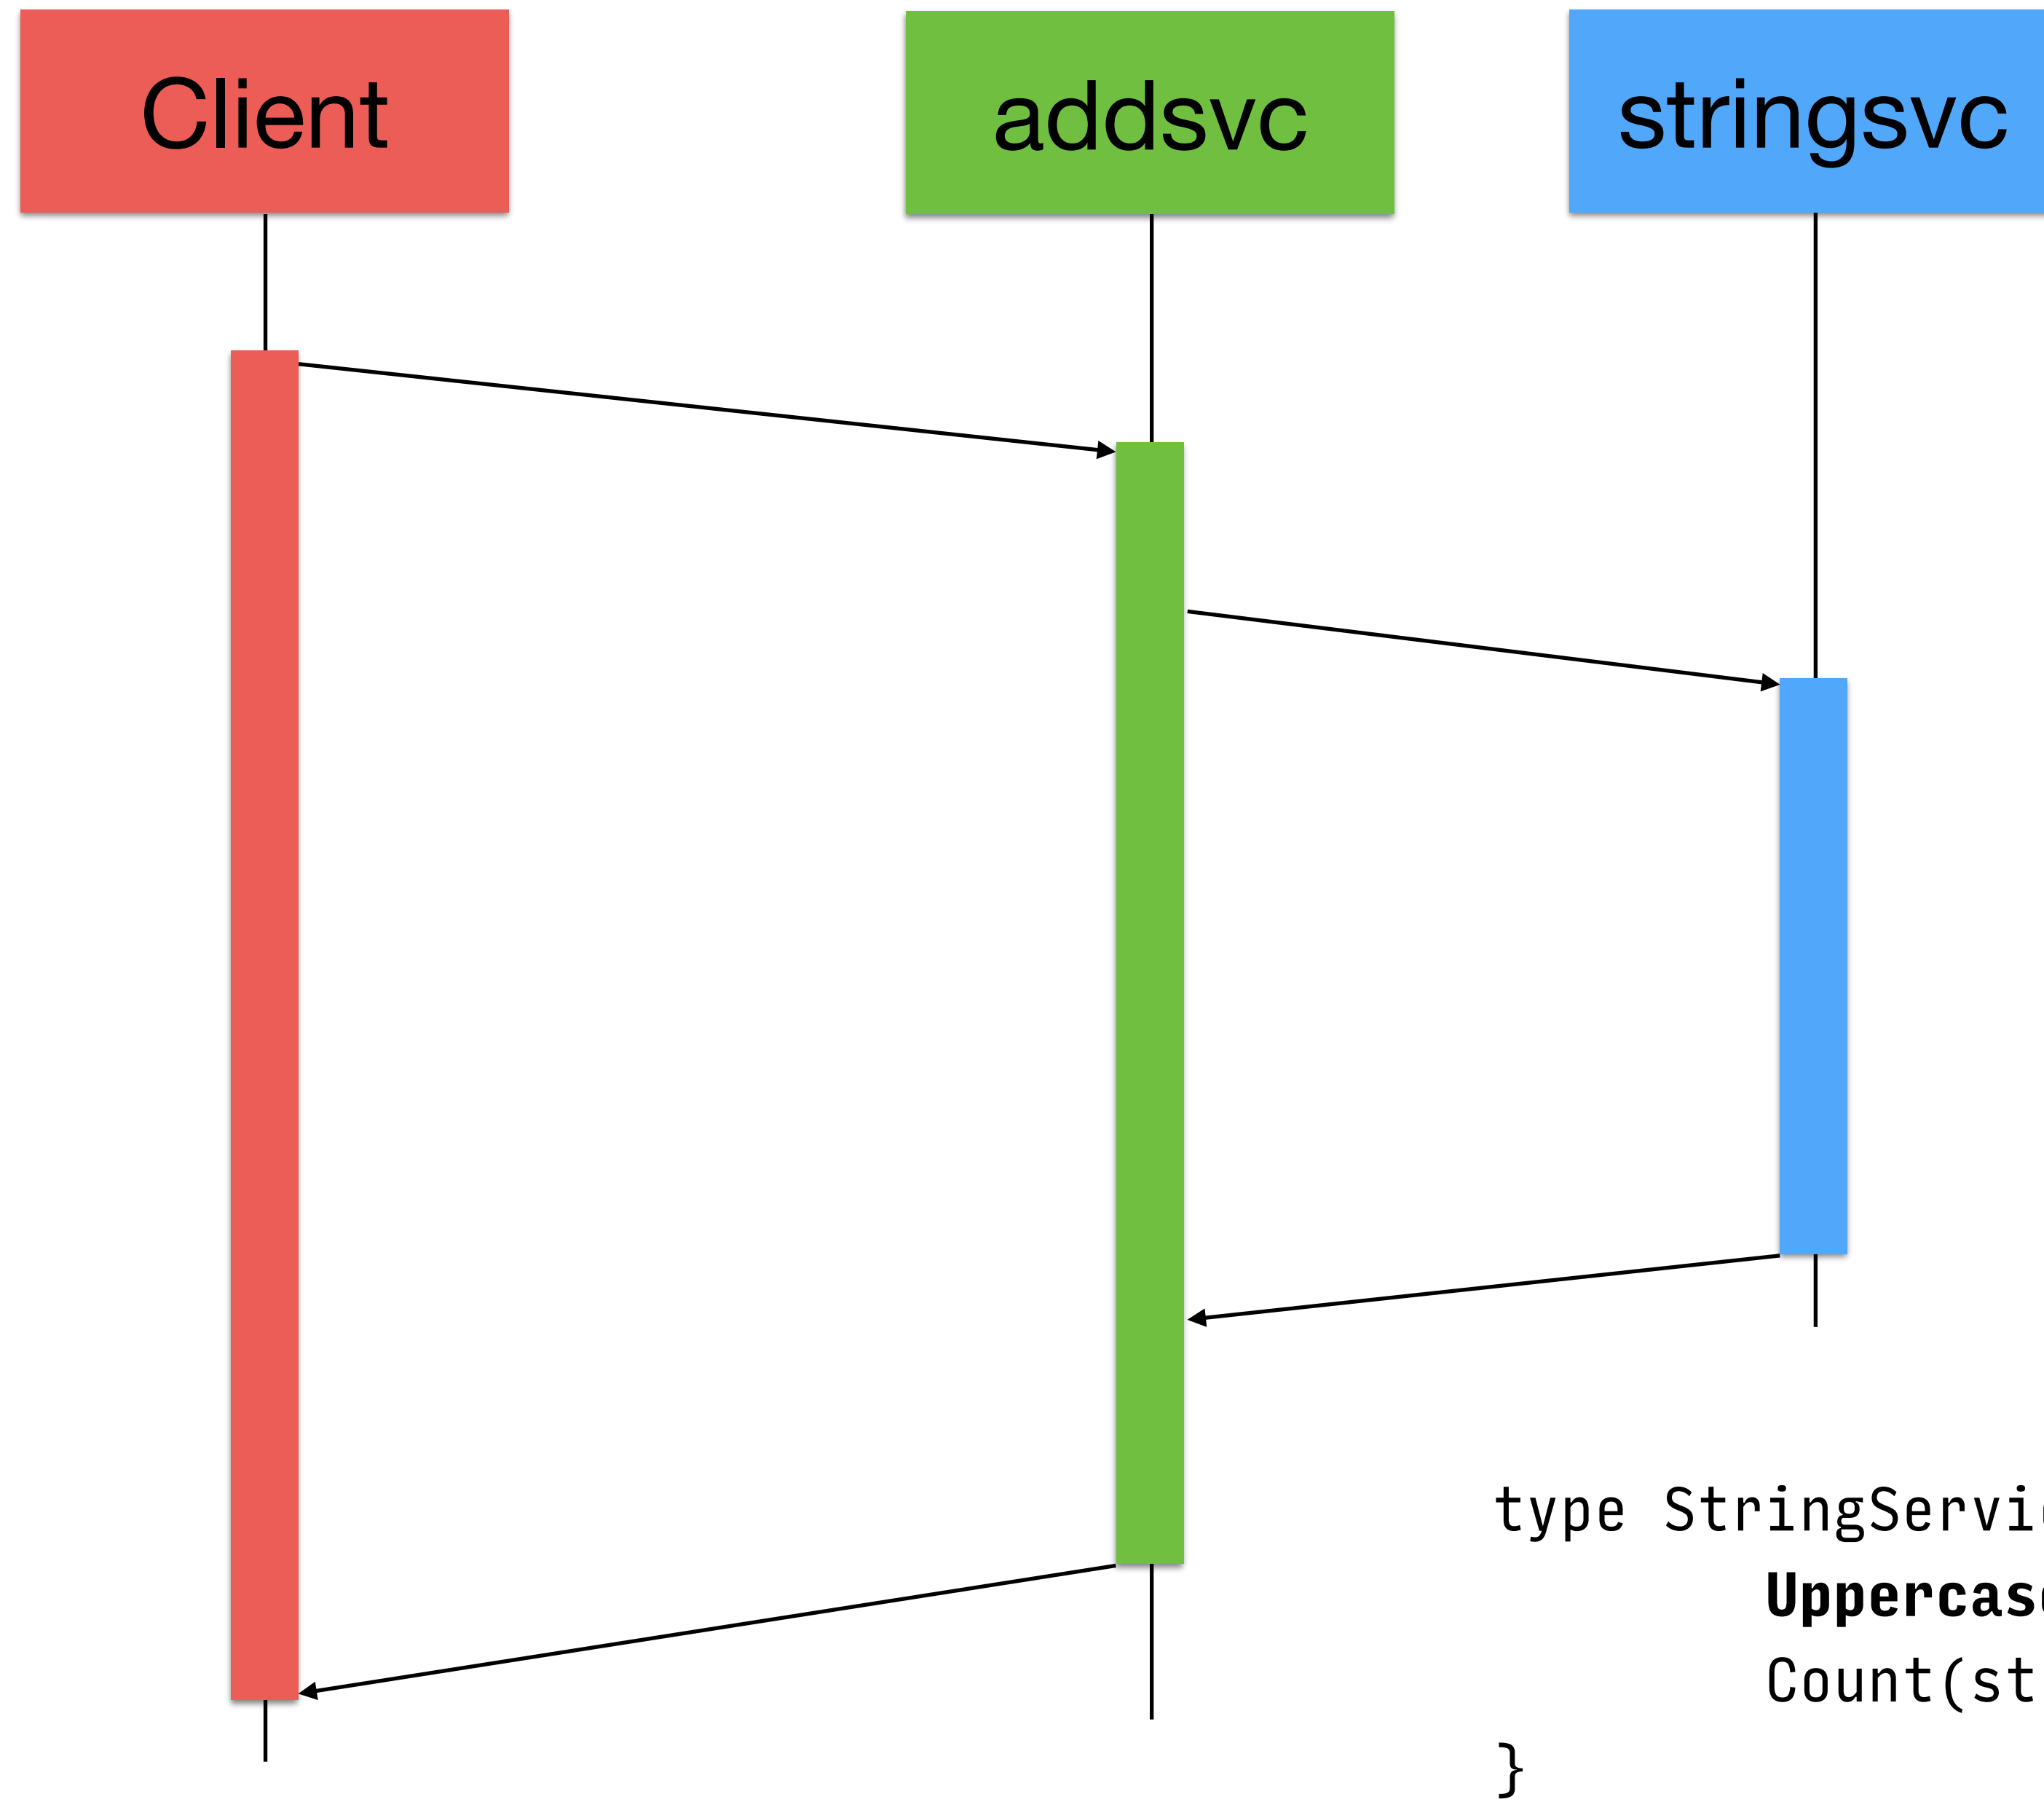 Client
addsvc
stringsvc
type StringServi
Uppercas
Count(st
}